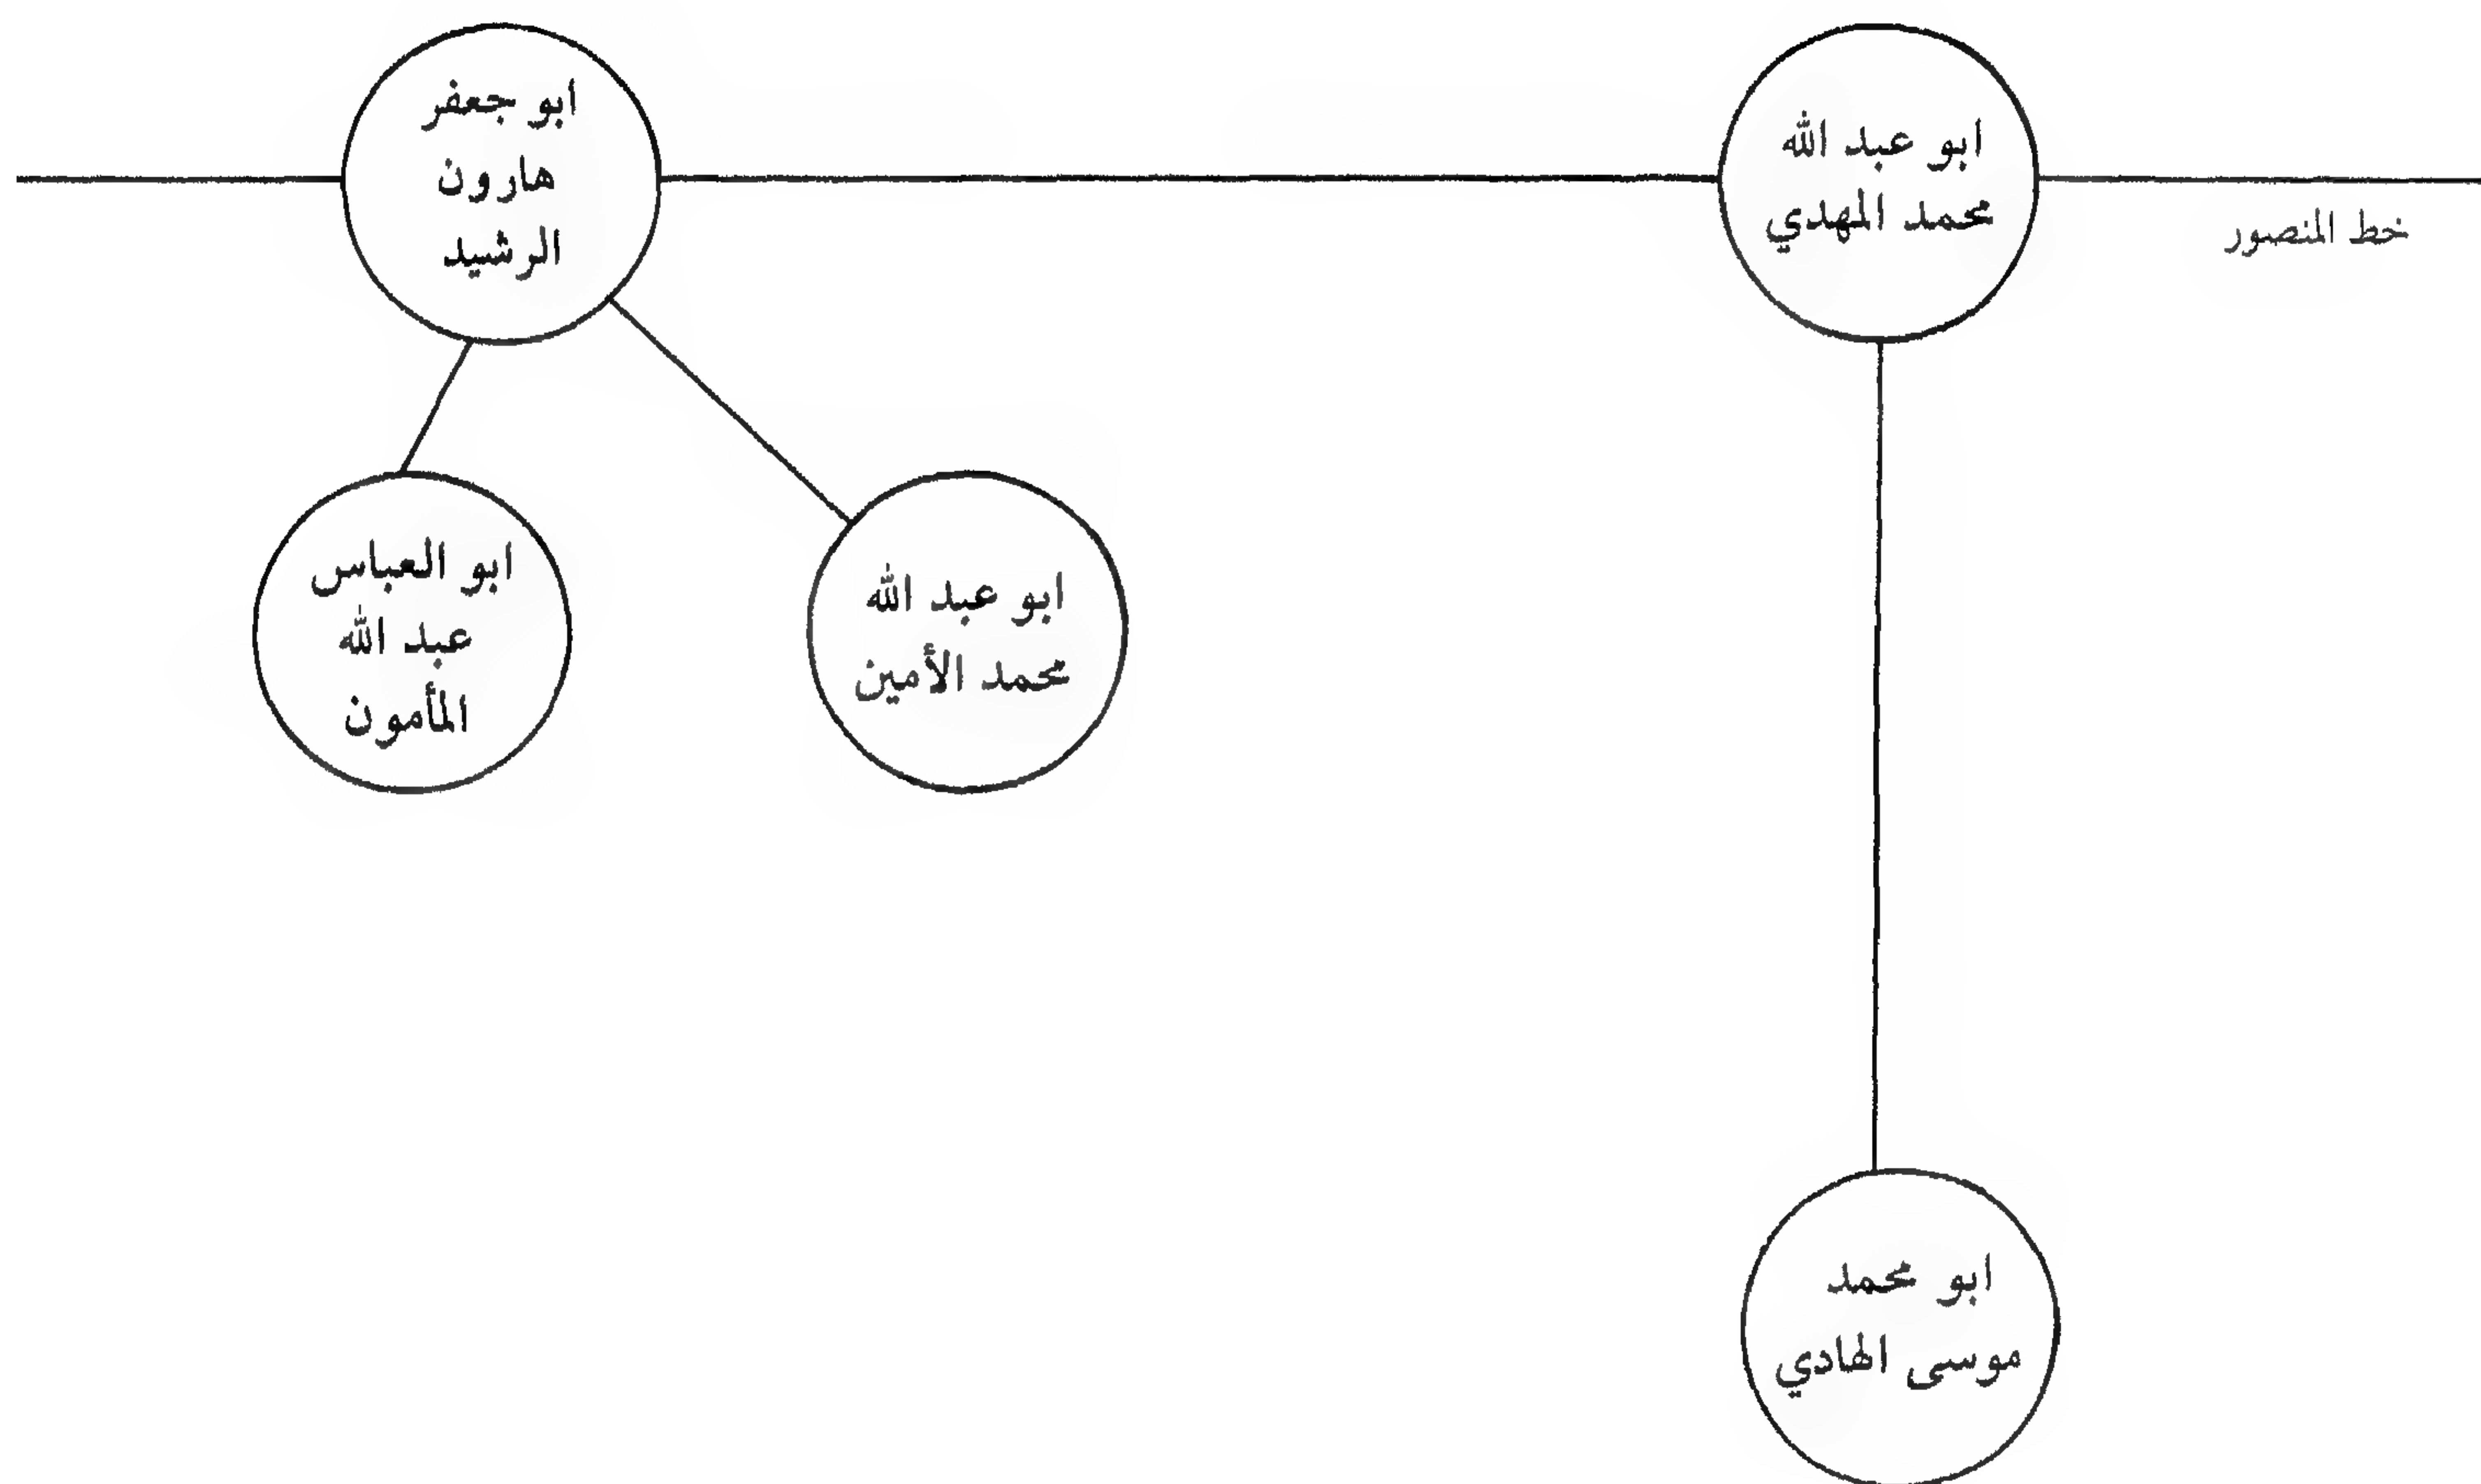 ابو عبد الله
محمد المهدي
خط المنصور
ابو جعفر
هارون
الرشيد
ابو عبد الله
محمد الأمين
ابو العباس
عبد الله
المأمون
ابو محمد
موسى الهادي